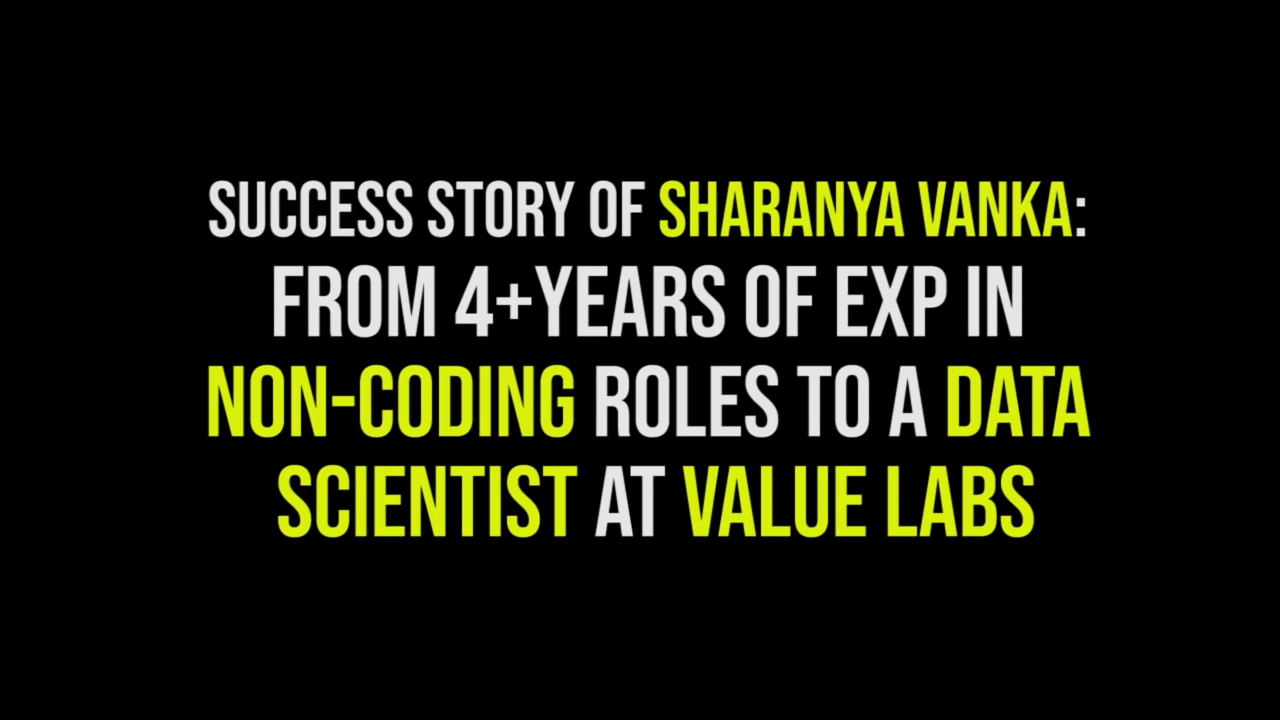 SUCCESS STORY OF SHARANYA VANKA:
FROM 4+YEARS OF EXP IN
NON-CODING ROLES TO A DATA
SCIENTIST AT VALUE LABS